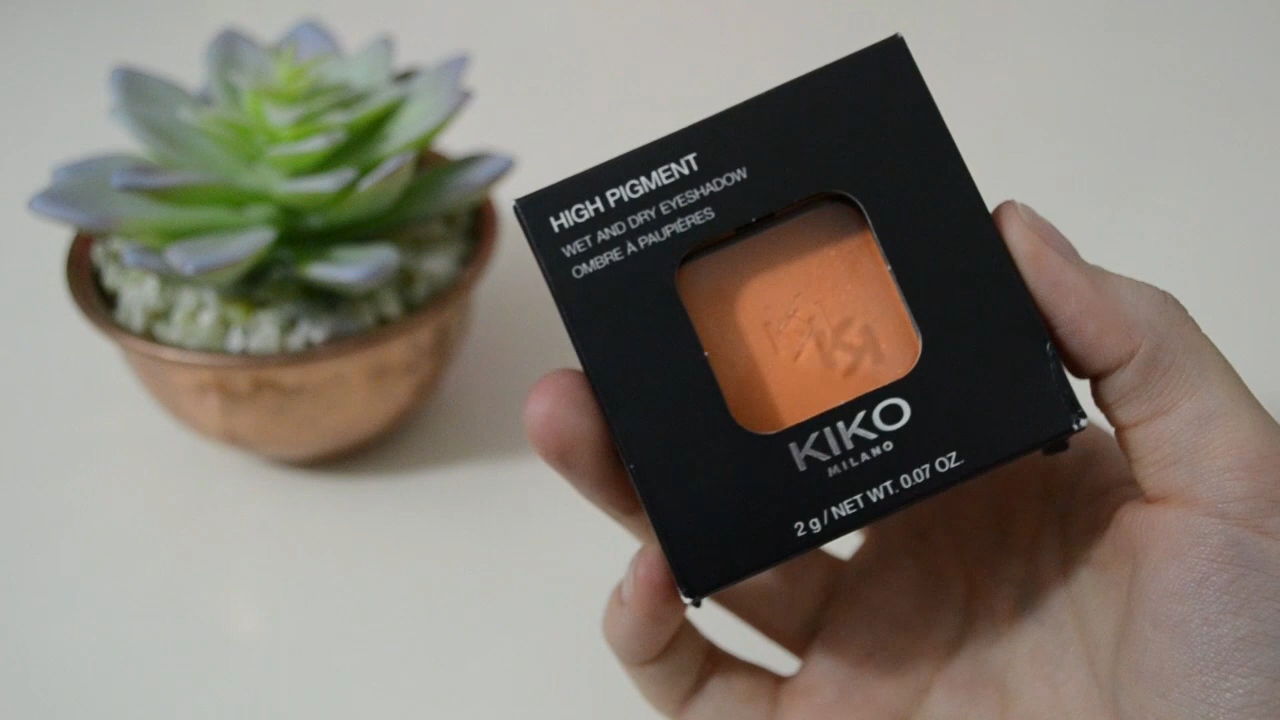 HIGH PIGMENT
WET AND DRY EYESHADOW
OMBRE À PAUPIÈRES
KIKO
MILANO
2 g / NET WT. 0.07 OZ.